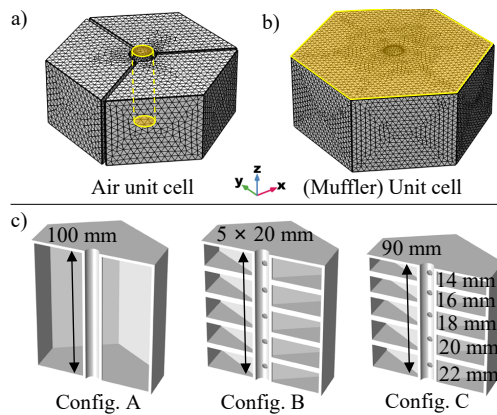 a)
b)
Air unit cell
z
y
x
(Muffler) Unit cell
c)
100 mm
5 × 20 mm
90 mm
14 mm
16 mm
18 mm
20 mm
22 mm
Config. A
Config. B
Config. C